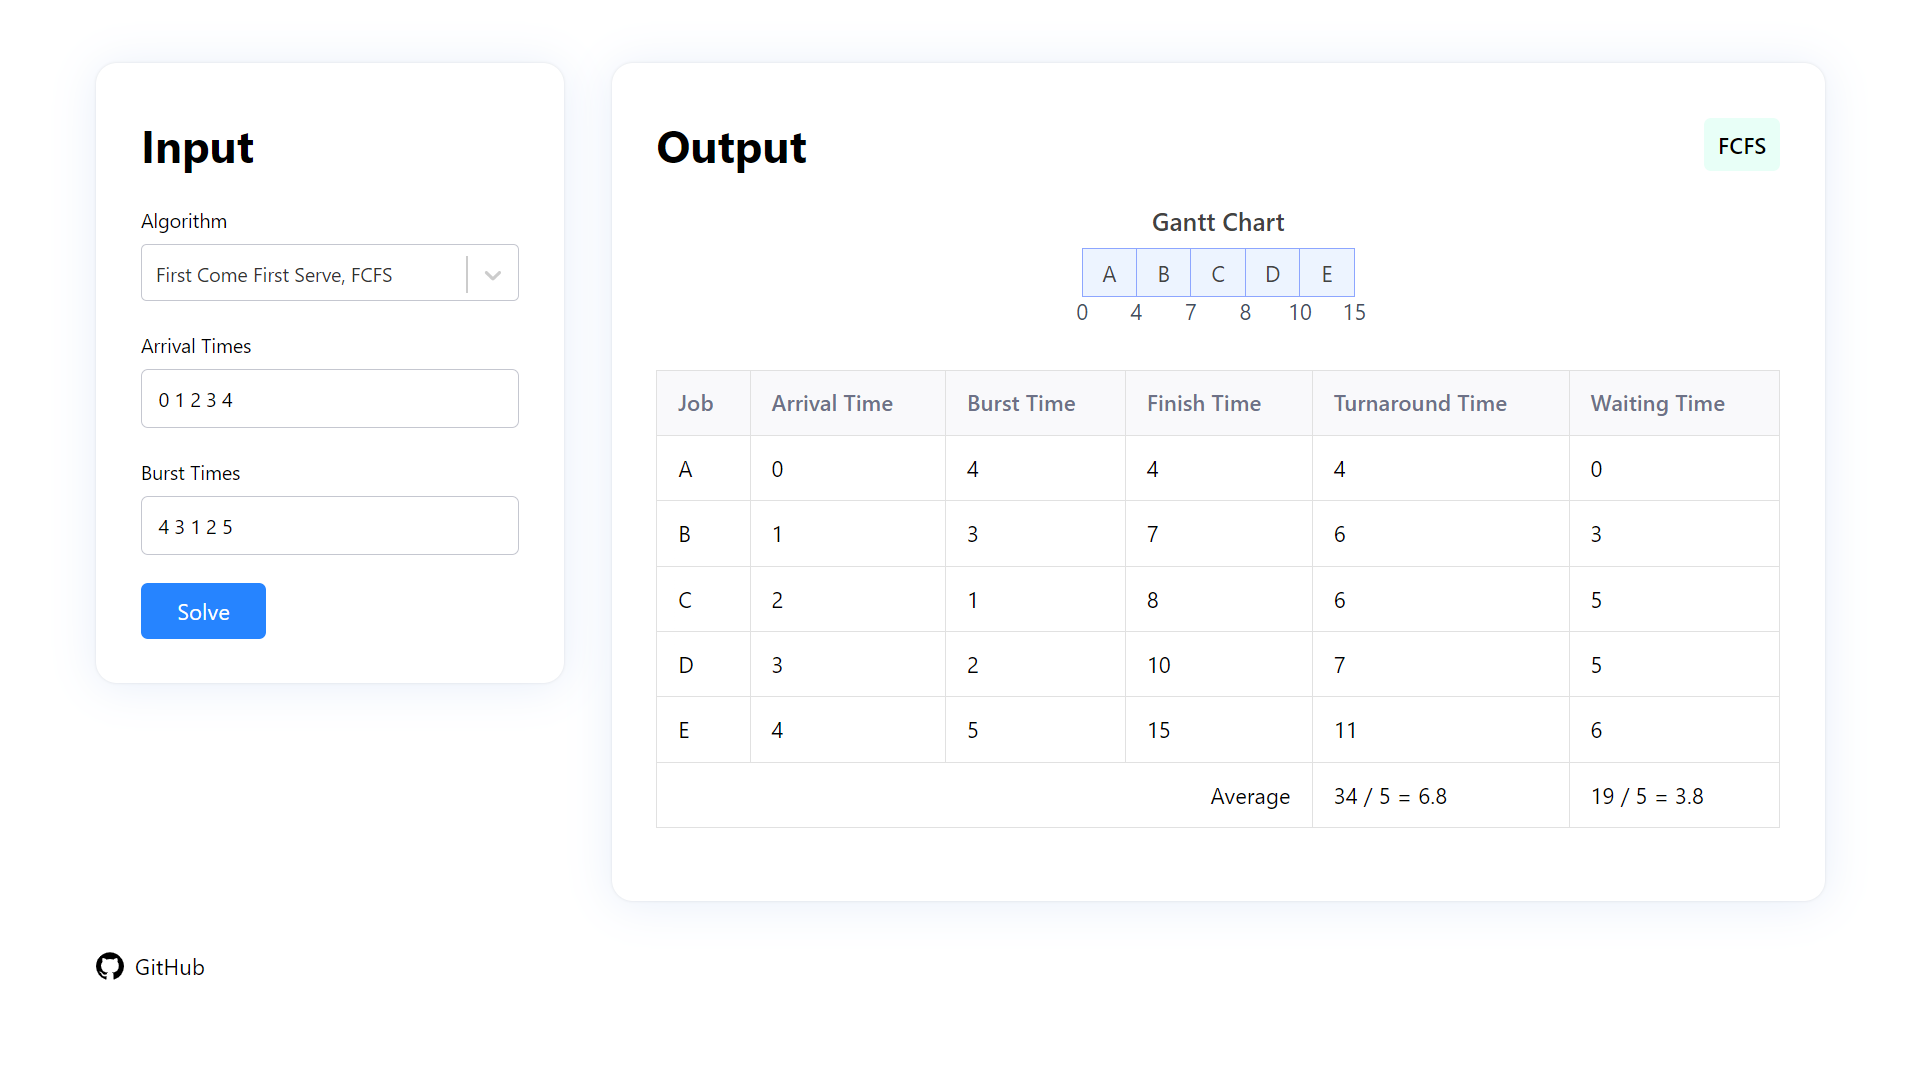 Input
Algorithm
First Come First Serve, FCFS
Arrival Times
0 1 2 3 4
Burst Times
4 3 1 2 5
Solve
Output
FCFS
Gantt Chart
A B C D E
0 4 7 8 10 15
Job Arrival Time Burst Time Finish Time Turnaround Time Waiting Time
A 0 4 4 4 0
B 1 3 7 6 3
C 2 1 8 6 5
D 3 2 10 7 5
E 4 5 15 11 6
Average 34 / 5 = 6.8 19 / 5 = 3.8
GitHub